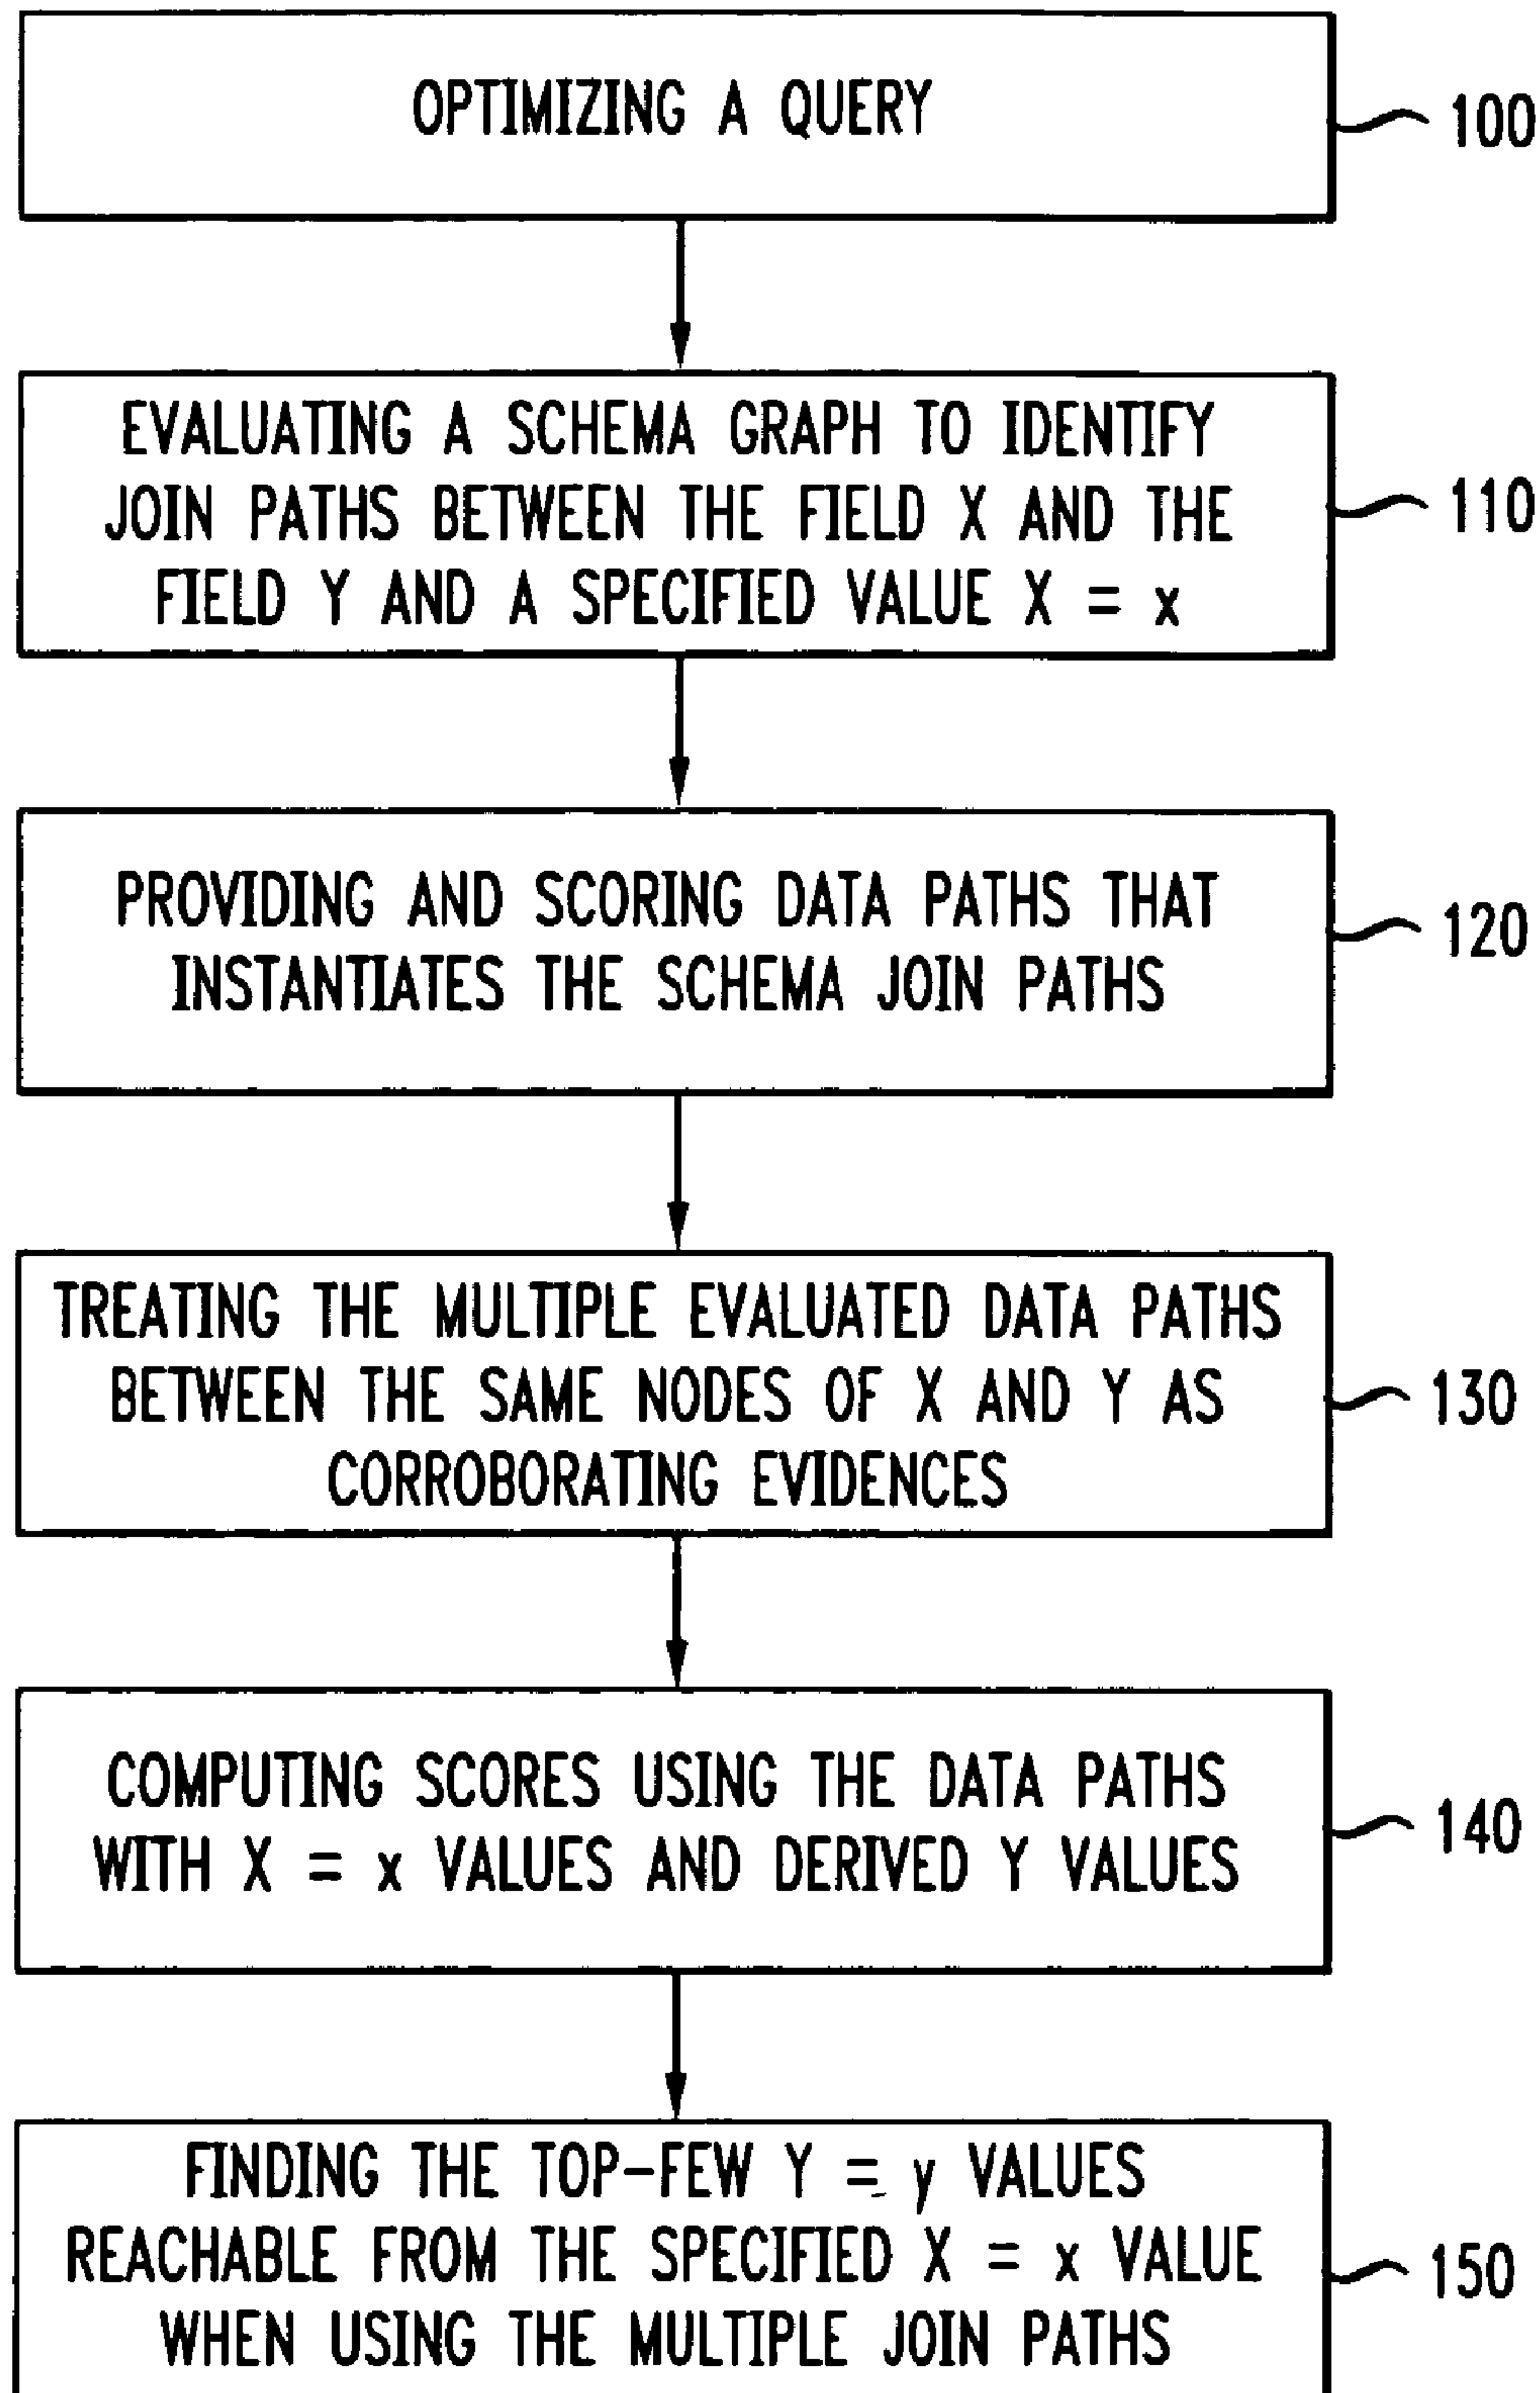 OPTIMIZING A QUERY
100
EVALUATING A SCHEMA GRAPH TO IDENTIFY
JOIN PATHS BETWEEN THE FIELD X AND THE
FIELD Y AND A SPECIFIED VALUE X = x
110
PROVIDING AND SCORING DATA PATHS THAT
INSTANTIATES THE SCHEMA JOIN PATHS
120
TREATING THE MULTIPLE EVALUATED DATA PATHS
BETWEEN THE SAME NODES OF X AND Y AS
CORROBORATING EVIDENCES
130
COMPUTING SCORES USING THE DATA PATHS
WITH X = x VALUES AND DERIVED Y VALUES
140
FINDING THE TOP-FEW Y = y VALUES
REACHABLE FROM THE SPECIFIED X = x VALUE
WHEN USING THE MULTIPLE JOIN PATHS
150